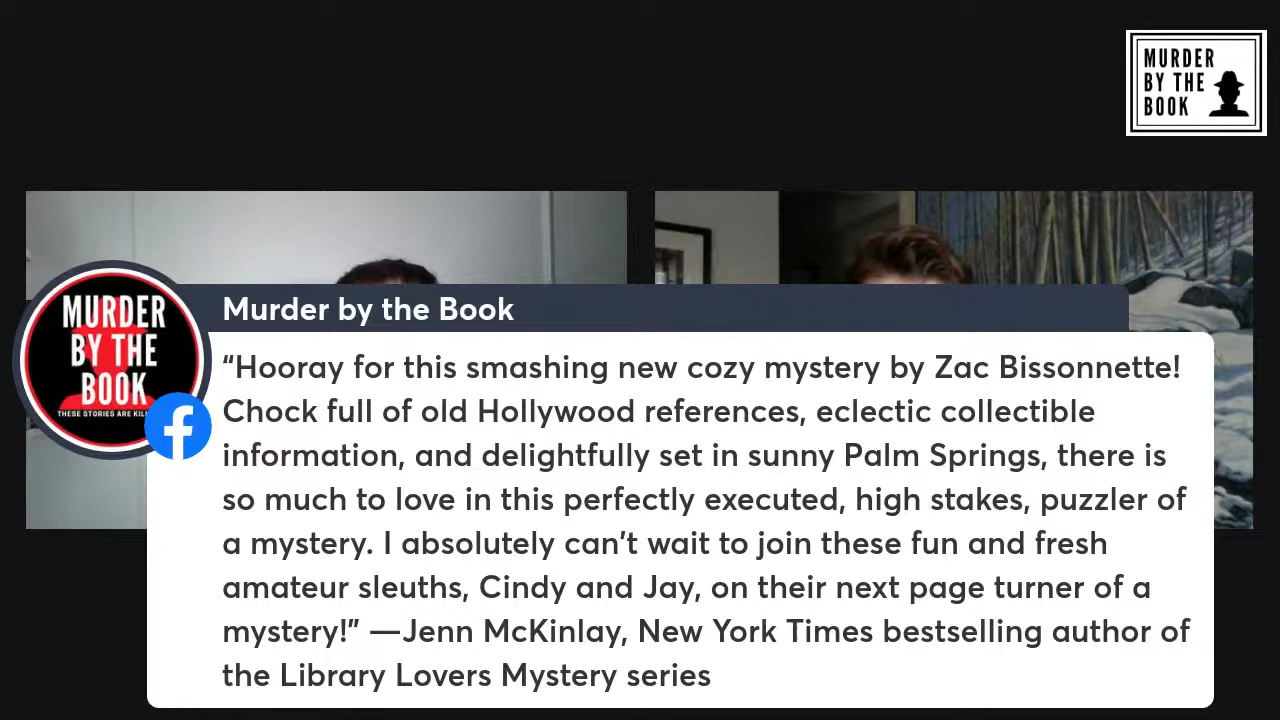 MURDER
BY THE
BOOK
MURDER
BY THE
BOOK
THESE STORIES ARE
Murder by the Book
“Hooray for this smashing new cozy mystery by Zac Bissonnette!
Chock full of old Hollywood references, eclectic collectible
information, and delightfully set in sunny Palm Springs, there is
so much to love in this perfectly executed, high stakes, puzzler of
a mystery. I absolutely can’t wait to join these fun and fresh
amateur sleuths, Cindy and Jay, on their next page turner of a
mystery!” —Jenn McKinlay, New York Times bestselling author of
the Library Lovers Mystery series